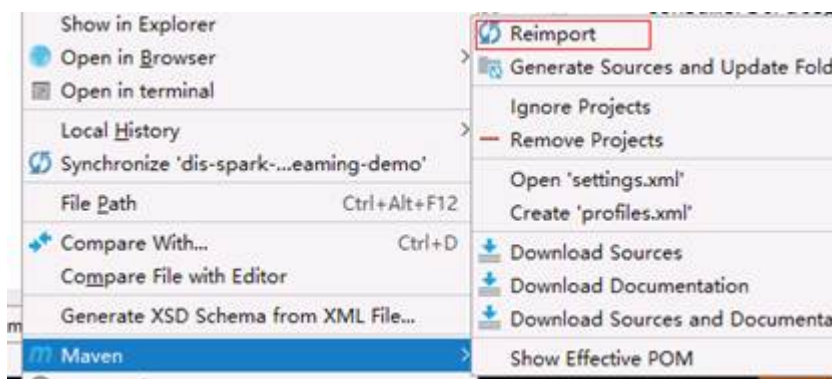 Show in Explorer
Open in Browser
Open in terminal
Local History
Synchronize 'dis-spark-...eaming-demo'
File Path Ctrl+Alt+F12
Compare With... Ctrl+D
Compare File with Editor
Generate XSD Schema from XML File...
m
Maven
Reimport
Generate Sources and Update Fold
Ignore Projects
Remove Projects
Open 'settings.xml'
Create 'profiles.xml'
Download Sources
Download Documentation
Download Sources and Documenta
Show Effective POM